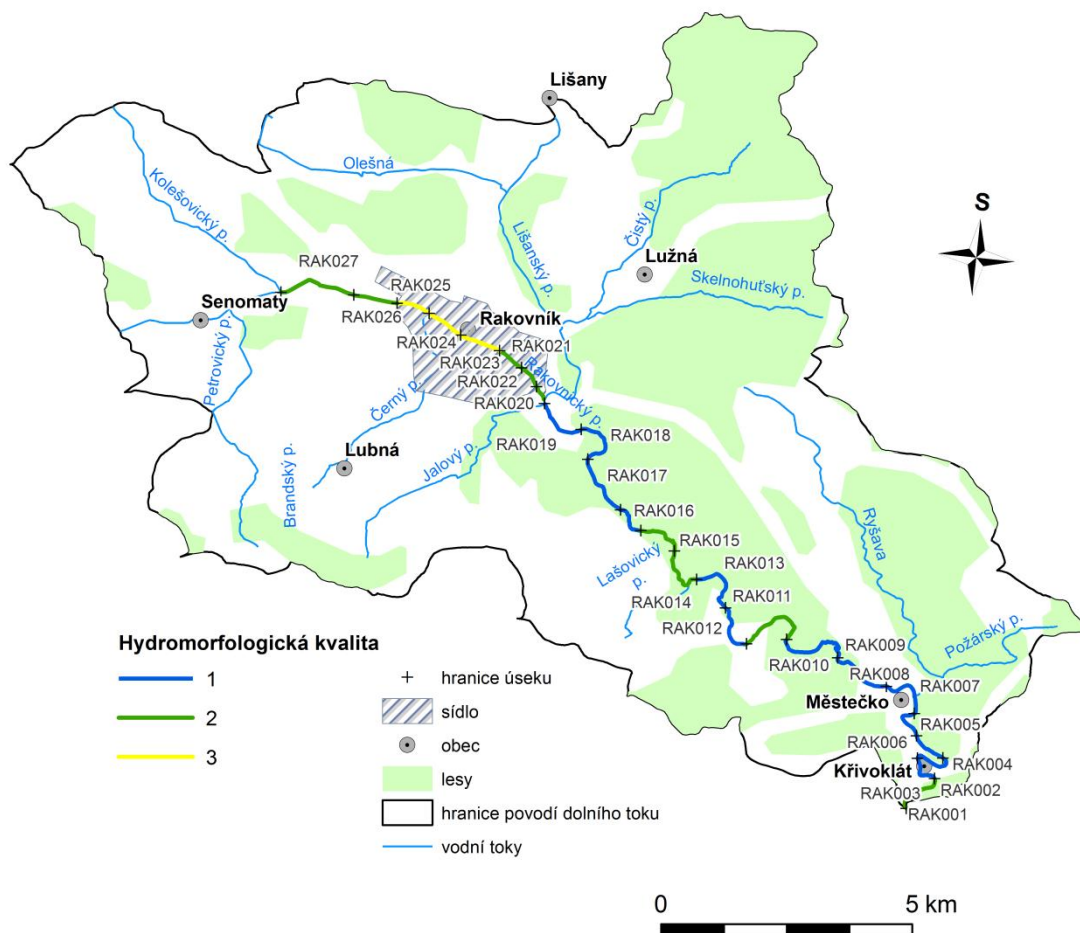 Lišany
Olešná
Kolešovický p.
Lišanský p.
Čistý p.
S
Lužná
Skelnohuťský p.
RAK027
RAK025
Senomaty
RAK026
Rakovník
RAK024
RAK021
RAK023
Petrovický p.
RAK022
Rakovnický p.
Černý p.
RAK020
RAK018
RAK019
Lubná
Jalový p.
RAK017
Brandský p.
RAK016
Ryšava
RAK015
Lašovický
p.
RAK013
RAK014
RAK011
RAK012
RAK009
Požárský p.
RAK010
RAK008
RAK007
Městečko
RAK005
RAK006
RAK004
Křivoklát
RAK003
RAK002
RAK001
Hydromorfologická kvalita
1
2
3
hranice úseku
sídlo
obec
lesy
hranice povodí dolního toku
vodní toky
0
5 km